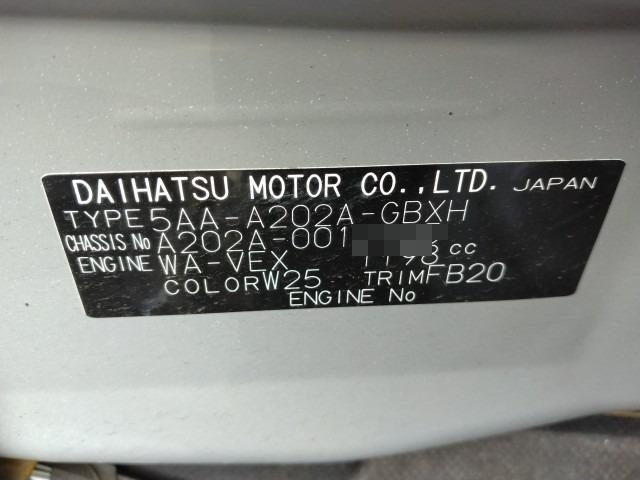 DAIHATSU MOTOR CO.,LTD. JAPAN
TYPE 5AA-A202A-GBXH
CHASSIS No A202A-001
ENGINE WA-VEX cc
COLOR W25 TRIM FB20
ENGINE No